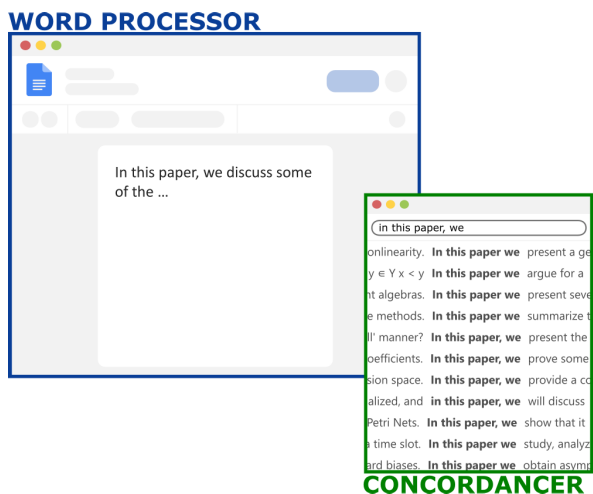 WORD PROCESSOR
In this paper, we discuss some
of the ...
in this paper, we
onlinearity. In this paper we present a ge
y ∈ Y x < y In this paper we argue for a
nt algebras. In this paper we present seve
e methods. In this paper we summarize t
ll' manner? In this paper, we present the
oefficients. In this paper, we prove some
sion space. In this paper, we provide a co
alized, and in this paper, we will discuss
Petri Nets. In this paper, we show that it
a time slot. In this paper we study, analyz
ard biases. In this paper we obtain asymp
CONCORDANCER